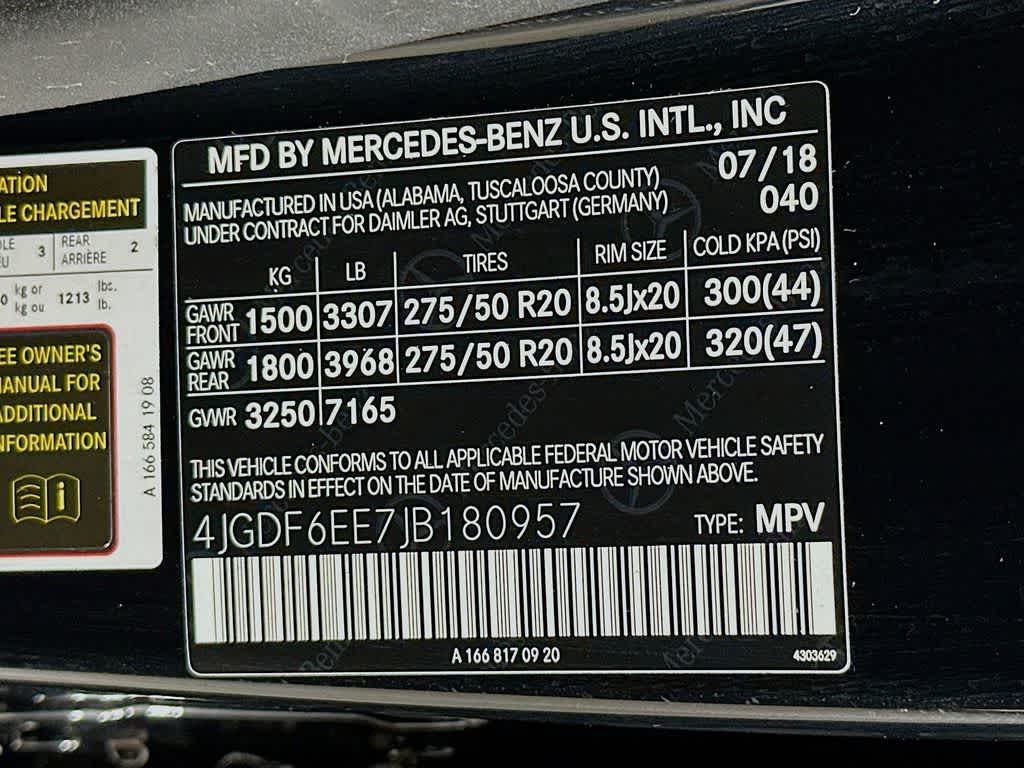 ATION
LE CHARGEMENT
3 REAR ARRIÈRE 2
kg or kg ou 1213 lbs. lb.
EE OWNER'S
ANUAL FOR
ADDITIONAL
NFORMATION
A 166 584 19 08
MFD BY MERCEDES-BENZ U.S. INTL., INC
MANUFACTURED IN USA (ALABAMA, TUSCALOOSA COUNTY) 07/18
UNDER CONTRACT FOR DAIMLER AG, STUTTGART (GERMANY) 040
KG LB TIRES RIM SIZE COLD KPA (PSI)
GAWR FRONT 1500 3307 275/50 R20 8.5Jx20 300(44)
GAWR REAR 1800 3968 275/50 R20 8.5Jx20 320(47)
GVWR 3250 7165
THIS VEHICLE CONFORMS TO ALL APPLICABLE FEDERAL MOTOR VEHICLE SAFETY
STANDARDS IN EFFECT ON THE DATE OF MANUFACTURE SHOWN ABOVE.
4JGDF6EE7JB180957 TYPE: MPV
A 166 817 09 20 4303629